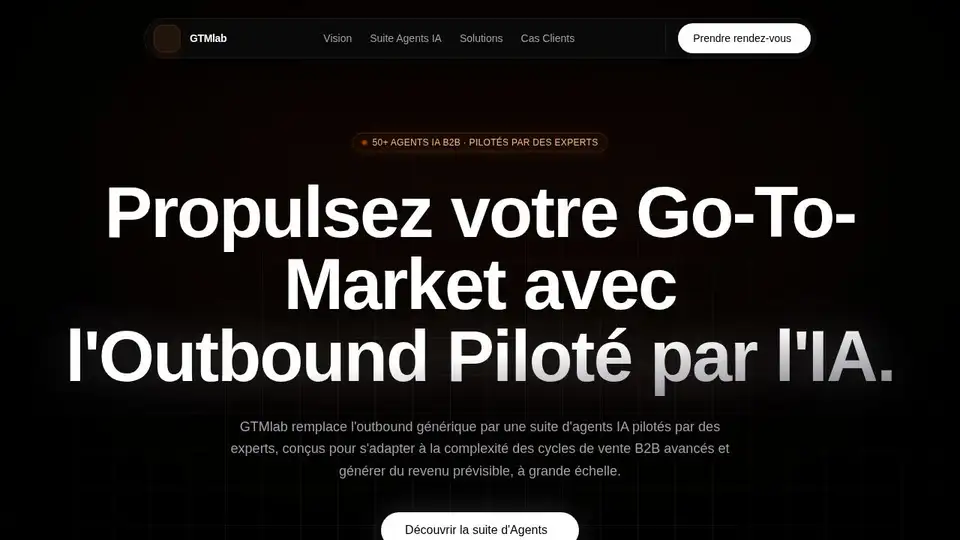 GTMlab
Vision
Suite Agents IA
Solutions
Cas Clients
Prendre rendez-vous
50+ AGENTS IA B2B · PILOTÉS PAR DES EXPERTS
Propulsez votre Go-To-
Market avec
l'Outbound Piloté par l'IA.
GTMlab remplace l'outbound générique par une suite d'agents IA pilotés par des
experts, conçus pour s'adapter à la complexité des cycles de vente B2B avancés et
générer du revenu prévisible, à grande échelle.
Découvrir la suite d'Agents